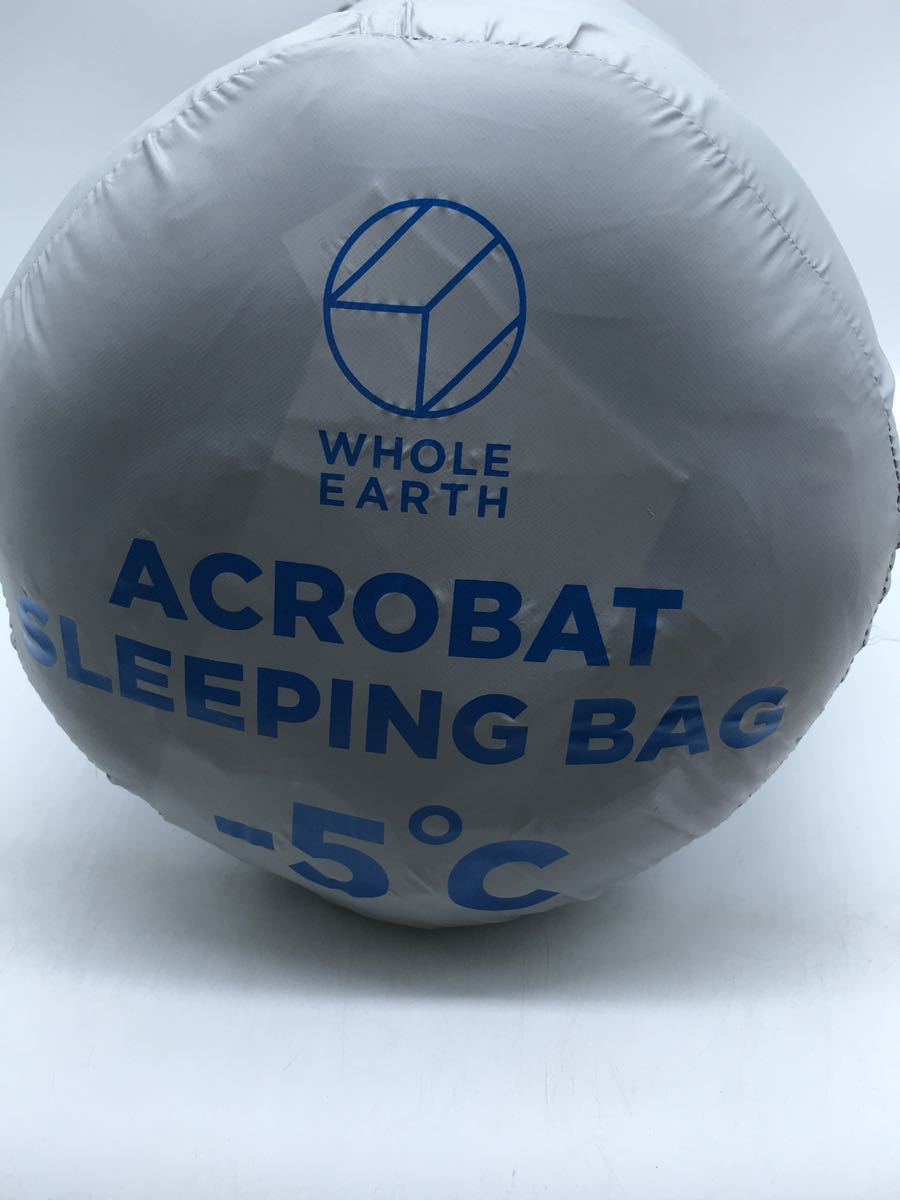 WHOLE
EARTH
ACROBAT
SLEEPING BAG
-5°C